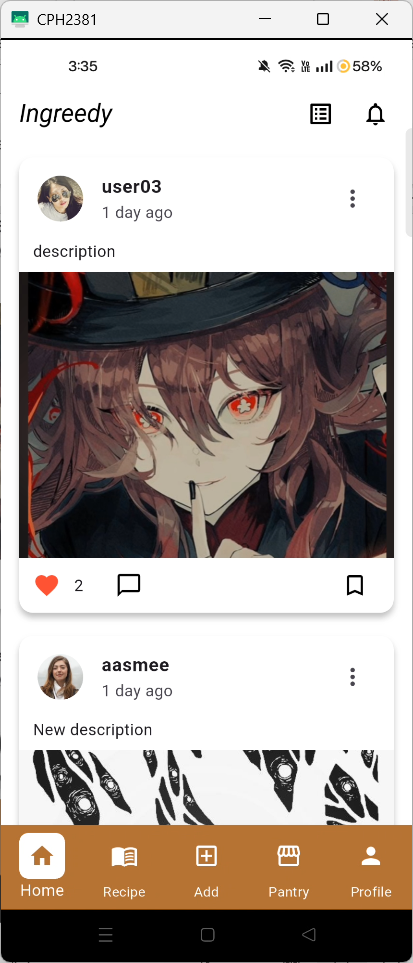 CPH2381
3:35
58%
Ingreedy
user03
1 day ago
description
2
aasmee
1 day ago
New description
Home
Recipe
Add
Pantry
Profile